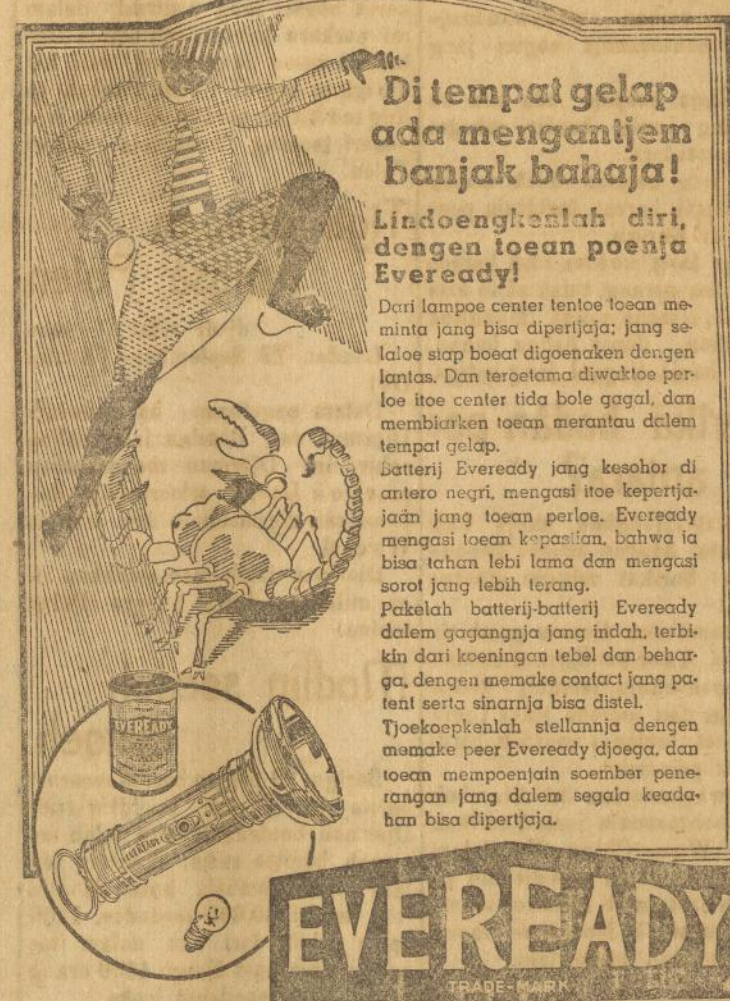 Di tempat gelap
ada mengantjem
banjak bahaja!
Lindoengkenlah diri,
dengen toean poenja
Eveready!
Dari lampoe center tentoe toean me-
minta jang bisa dipertjaja; jang se-
laloe siap boeat digoenaken dengen
lantas. Dan teroetama diwaktoe per-
loe itoe center tida bole gagal, dan
membiarken toean merantau dalem
tempat gelap.
Batterij Eveready jang kesohor di
antero negri, mengasi itoe kepertja-
jaän jang toean perloe. Eveready
mengasi toean kepastian, bahwa ia
bisa tahan lebi lama dan mengasi
sorot jang lebih terang.
Pakelah batterij-batterij Eveready
dalem gagangnja jang indah, terbi-
kin dari koeningan tebel dan behar-
ga, dengen memake contact jang pa-
tent serta sinarnja bisa distel.
Tjoekoepkenlah stellannja dengen
memake peer Eveready djoega, dan
toean mempoenjain soember pene-
rangan jang dalem segala keada-
han bisa dipertjaja.
EVEREADY
EVEREADY
EVEREADY
TRADE-MARK